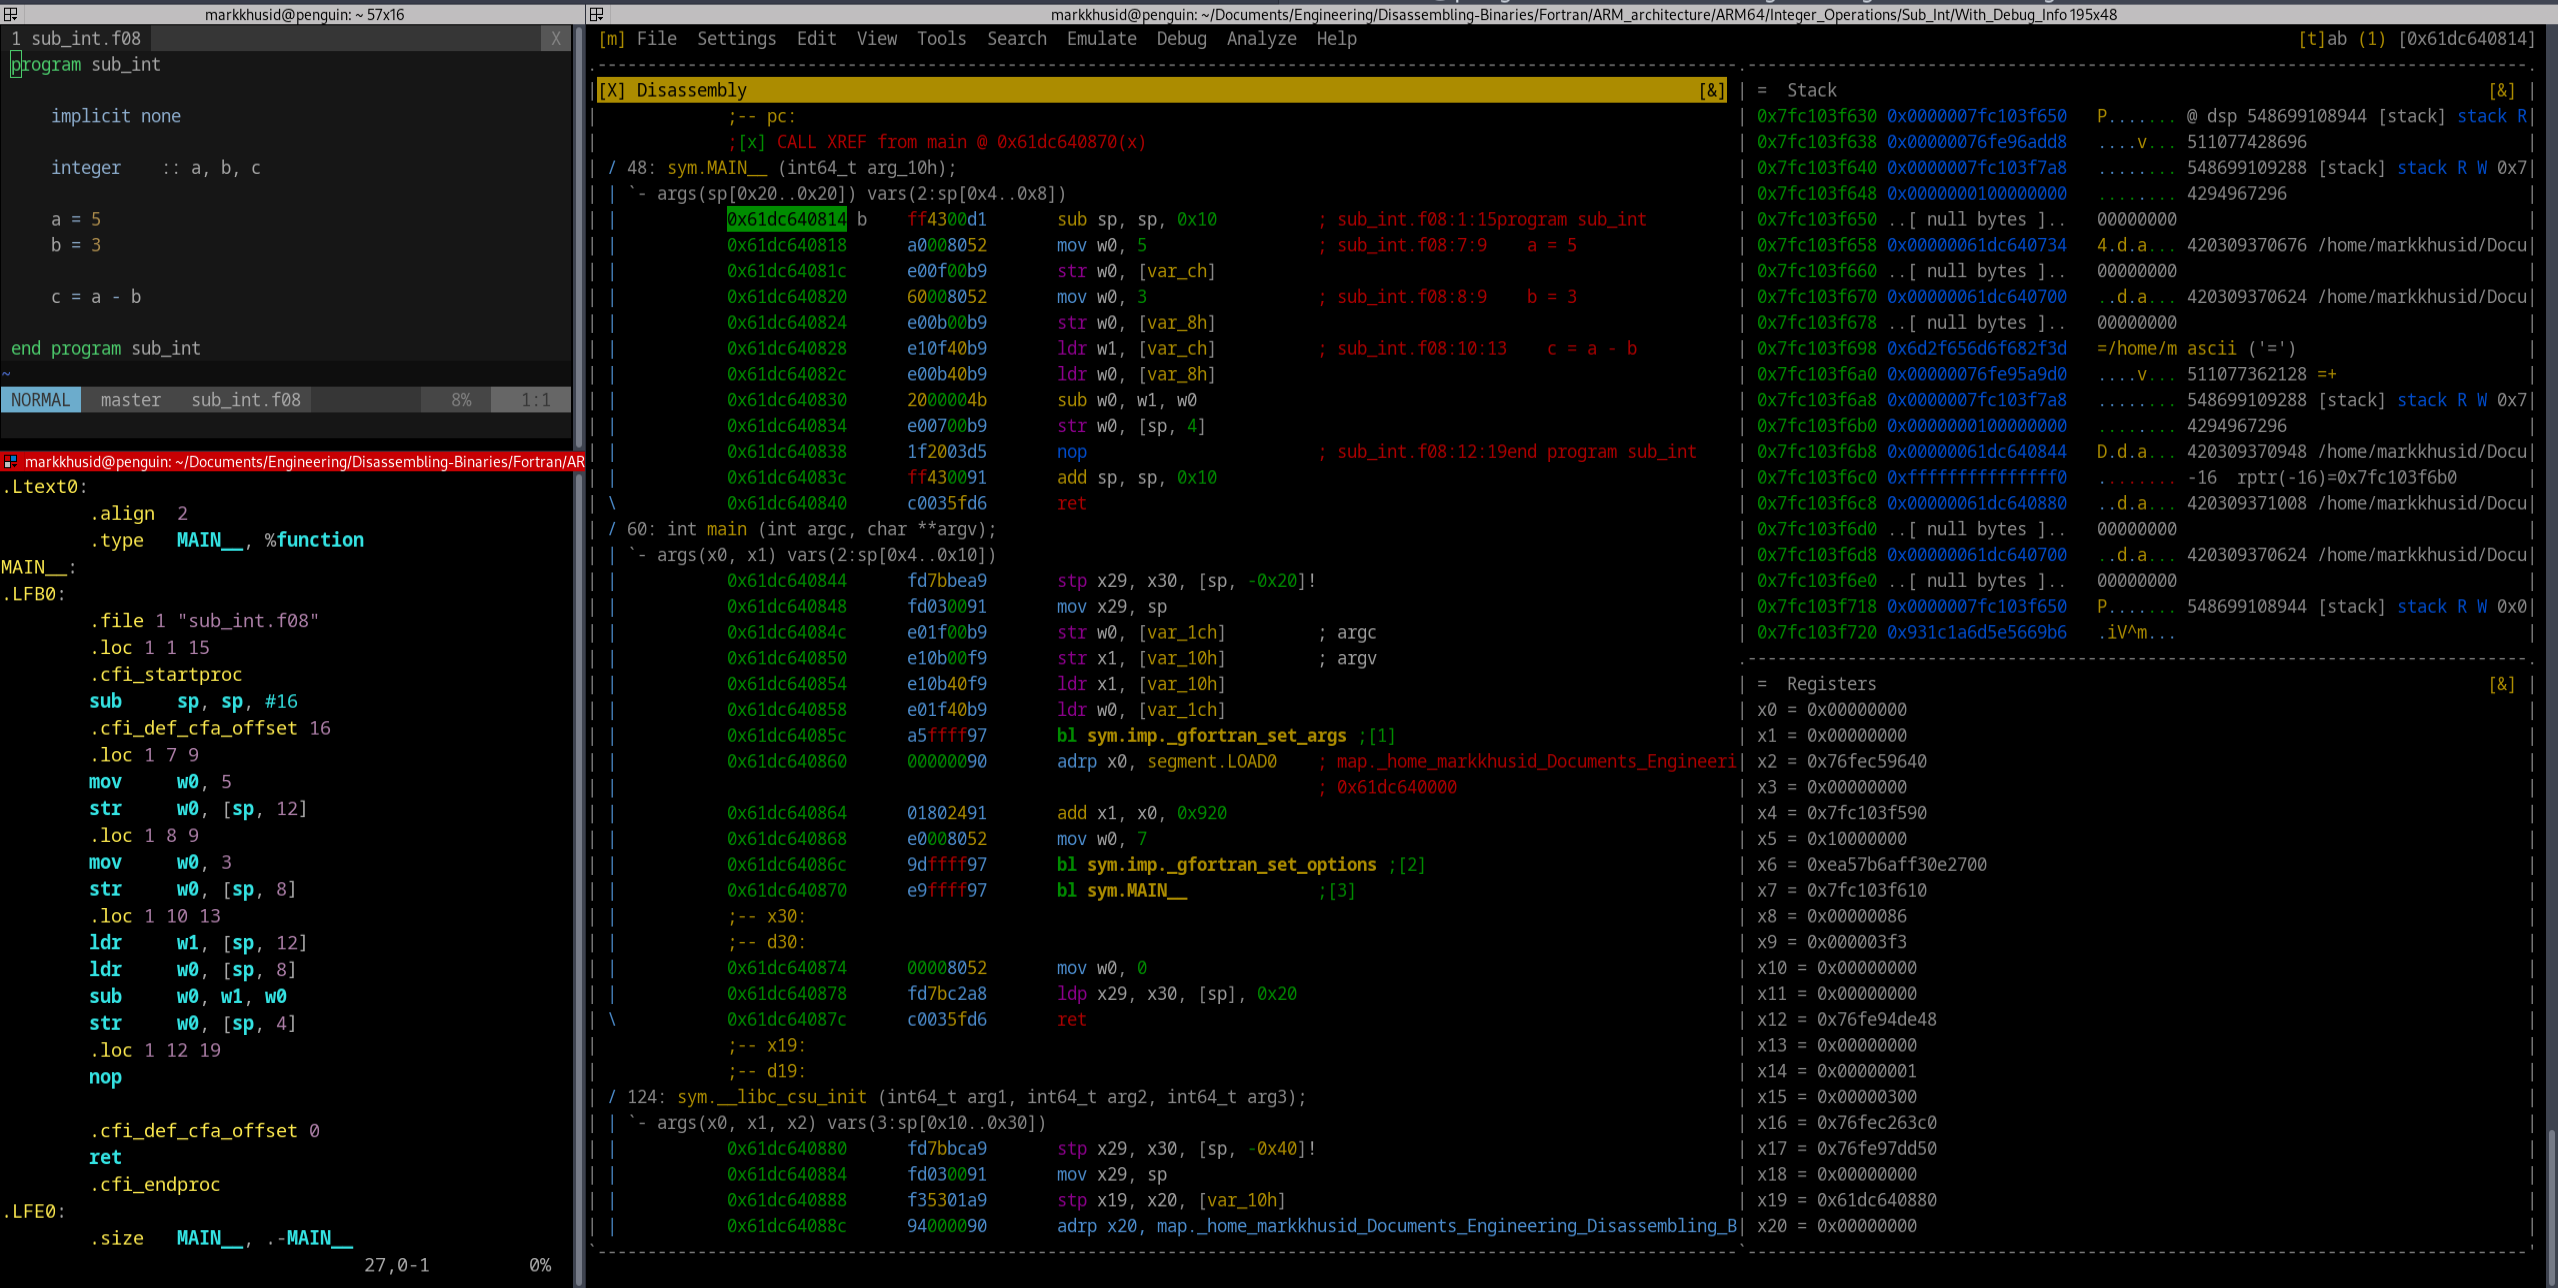 markkhusid@penguin: ~ 57x16
1 sub_int.f08 X
program sub_int
implicit none
integer    :: a, b, c
a = 5
b = 3
c = a - b
end program sub_int
~
NORMAL  master  sub_int.f08  8%  1:1
markkhusid@penguin: ~/Documents/Engineering/Disassembling-Binaries/Fortran/AR
.Ltext0:
.align  2
.type   MAIN__, %function
MAIN__:
.LFB0:
.file 1 "sub_int.f08"
.loc 1 1 15
.cfi_startproc
sub     sp, sp, #16
.cfi_def_cfa_offset 16
.loc 1 7 9
mov     w0, 5
str     w0, [sp, 12]
.loc 1 8 9
mov     w0, 3
str     w0, [sp, 8]
.loc 1 10 13
ldr     w1, [sp, 12]
ldr     w0, [sp, 8]
sub     w0, w1, w0
str     w0, [sp, 4]
.loc 1 12 19
nop
.cfi_def_cfa_offset 0
ret
.cfi_endproc
.LFE0:
.size   MAIN__, .-MAIN__
27,0-1          0%
markkhusid@penguin: ~/Documents/Engineering/Disassembling-Binaries/Fortran/ARM_architecture/ARM64/Integer_Operations/Sub_Int/With_Debug_Info 195x48
[m] File  Settings  Edit  View  Tools  Search  Emulate  Debug  Analyze  Help  [t]ab (1) [0x61dc640814]
[X] Disassembly [&]
;-- pc:
;[x] CALL XREF from main @ 0x61dc640870(x)
/ 48: sym.MAIN__ (int64_t arg_10h);
| `- args(sp[0x20..0x20]) vars(2:sp[0x4..0x8])
| 0x61dc640814 b    ff4300d1       sub sp, sp, 0x10          ; sub_int.f08:1:15program sub_int
| 0x61dc640818      a0008052       mov w0, 5                 ; sub_int.f08:7:9    a = 5
| 0x61dc64081c      e00f00b9       str w0, [var_ch]
| 0x61dc640820      60008052       mov w0, 3                 ; sub_int.f08:8:9    b = 3
| 0x61dc640824      e00b00b9       str w0, [var_8h]
| 0x61dc640828      e10f40b9       ldr w1, [var_ch]          ; sub_int.f08:10:13    c = a - b
| 0x61dc64082c      e00b40b9       ldr w0, [var_8h]
| 0x61dc640830      2000004b       sub w0, w1, w0
| 0x61dc640834      e00700b9       str w0, [sp, 4]
| 0x61dc640838      1f2003d5       nop                       ; sub_int.f08:12:19end program sub_int
| 0x61dc64083c      ff430091       add sp, sp, 0x10
\ 0x61dc640840      c0035fd6       ret
/ 60: int main (int argc, char **argv);
| `- args(x0, x1) vars(2:sp[0x4..0x10])
| 0x61dc640844      fd7bbea9       stp x29, x30, [sp, -0x20]!
| 0x61dc640848      fd030091       mov x29, sp
| 0x61dc64084c      e01f00b9       str w0, [var_1ch]         ; argc
| 0x61dc640850      e10b00f9       str x1, [var_10h]         ; argv
| 0x61dc640854      e10b40f9       ldr x1, [var_10h]
| 0x61dc640858      e01f40b9       ldr w0, [var_1ch]
| 0x61dc64085c      a5ffff97       bl sym.imp._gfortran_set_args ;[1]
| 0x61dc640860      00000090       adrp x0, segment.LOAD0    ; map._home_markkhusid_Documents_Engineeri
| ; 0x61dc640000
| 0x61dc640864      01802491       add x1, x0, 0x920
| 0x61dc640868      e0008052       mov w0, 7
| 0x61dc64086c      9dffff97       bl sym.imp._gfortran_set_options ;[2]
| 0x61dc640870      e9ffff97       bl sym.MAIN__             ;[3]
| ;-- x30:
| ;-- d30:
| 0x61dc640874      00008052       mov w0, 0
| 0x61dc640878      fd7bc2a8       ldp x29, x30, [sp], 0x20
\ 0x61dc64087c      c0035fd6       ret
;-- x19:
;-- d19:
/ 124: sym.__libc_csu_init (int64_t arg1, int64_t arg2, int64_t arg3);
| `- args(x0, x1, x2) vars(3:sp[0x10..0x30])
| 0x61dc640880      fd7bbca9       stp x29, x30, [sp, -0x40]!
| 0x61dc640884      fd030091       mov x29, sp
| 0x61dc640888      f35301a9       stp x19, x20, [var_10h]
| 0x61dc64088c      94000090       adrp x20, map._home_markkhusid_Documents_Engineering_Disassembling_B
=  Stack [&]
0x7fc103f630 0x0000007fc103f650   P....... @ dsp 548699108944 [stack] stack R
0x7fc103f638 0x00000076fe96add8   ....v... 511077428696
0x7fc103f640 0x0000007fc103f7a8   ........ 548699109288 [stack] stack R W 0x7
0x7fc103f648 0x0000000100000000   ........ 4294967296
0x7fc103f650 ..[ null bytes ]..   00000000
0x7fc103f658 0x00000061dc640734   4.d.a... 420309370676 /home/markkhusid/Docu
0x7fc103f660 ..[ null bytes ]..   00000000
0x7fc103f670 0x00000061dc640700   ..d.a... 420309370624 /home/markkhusid/Docu
0x7fc103f678 ..[ null bytes ]..   00000000
0x7fc103f698 0x6d2f656d6f682f3d   =/home/m ascii ('=')
0x7fc103f6a0 0x00000076fe95a9d0   ....v... 511077362128 =+
0x7fc103f6a8 0x0000007fc103f7a8   ........ 548699109288 [stack] stack R W 0x7
0x7fc103f6b0 0x0000000100000000   ........ 4294967296
0x7fc103f6b8 0x00000061dc640844   D.d.a... 420309370948 /home/markkhusid/Docu
0x7fc103f6c0 0xfffffffffffffff0   ........ -16  rptr(-16)=0x7fc103f6b0
0x7fc103f6c8 0x00000061dc640880   ..d.a... 420309371008 /home/markkhusid/Docu
0x7fc103f6d0 ..[ null bytes ]..   00000000
0x7fc103f6d8 0x00000061dc640700   ..d.a... 420309370624 /home/markkhusid/Docu
0x7fc103f6e0 ..[ null bytes ]..   00000000
0x7fc103f718 0x0000007fc103f650   P....... 548699108944 [stack] stack R W 0x0
0x7fc103f720 0x931c1a6d5e5669b6   .iV^m...
=  Registers [&]
x0 = 0x00000000
x1 = 0x00000000
x2 = 0x76fec59640
x3 = 0x00000000
x4 = 0x7fc103f590
x5 = 0x10000000
x6 = 0xea57b6aff30e2700
x7 = 0x7fc103f610
x8 = 0x00000086
x9 = 0x000003f3
x10 = 0x00000000
x11 = 0x00000000
x12 = 0x76fe94de48
x13 = 0x00000000
x14 = 0x00000001
x15 = 0x00000300
x16 = 0x76fec263c0
x17 = 0x76fe97dd50
x18 = 0x00000000
x19 = 0x61dc640880
x20 = 0x00000000